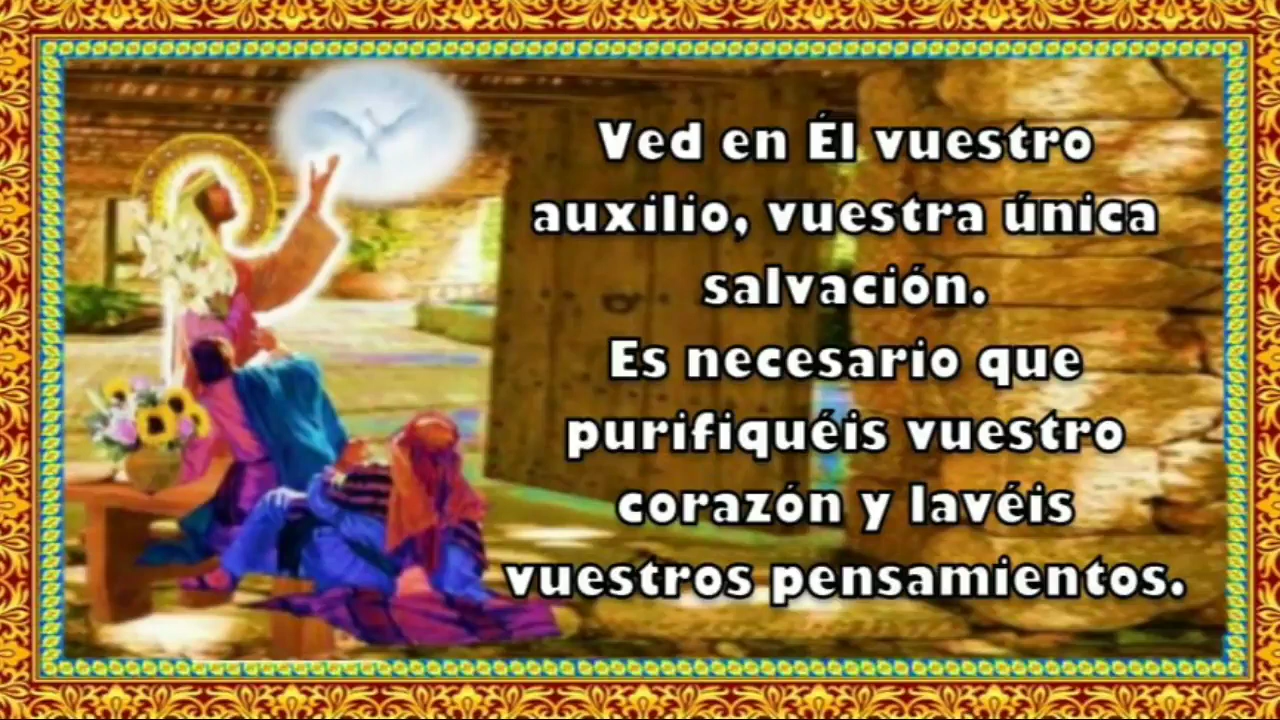 Ved en Él vuestro
auxilio, vuestra única
salvación.
Es necesario que
purifiquéis vuestro
corazón y lavéis
vuestros pensamientos.